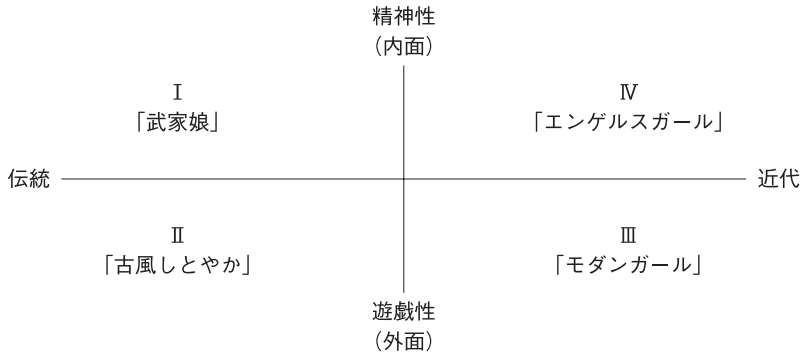 精神性
（内面）
Ⅰ
「武家娘」
Ⅳ
「エンゲルスガール」
伝統
近代
Ⅱ
「古風しとやか」
Ⅲ
「モダンガール」
遊戯性
（外面）